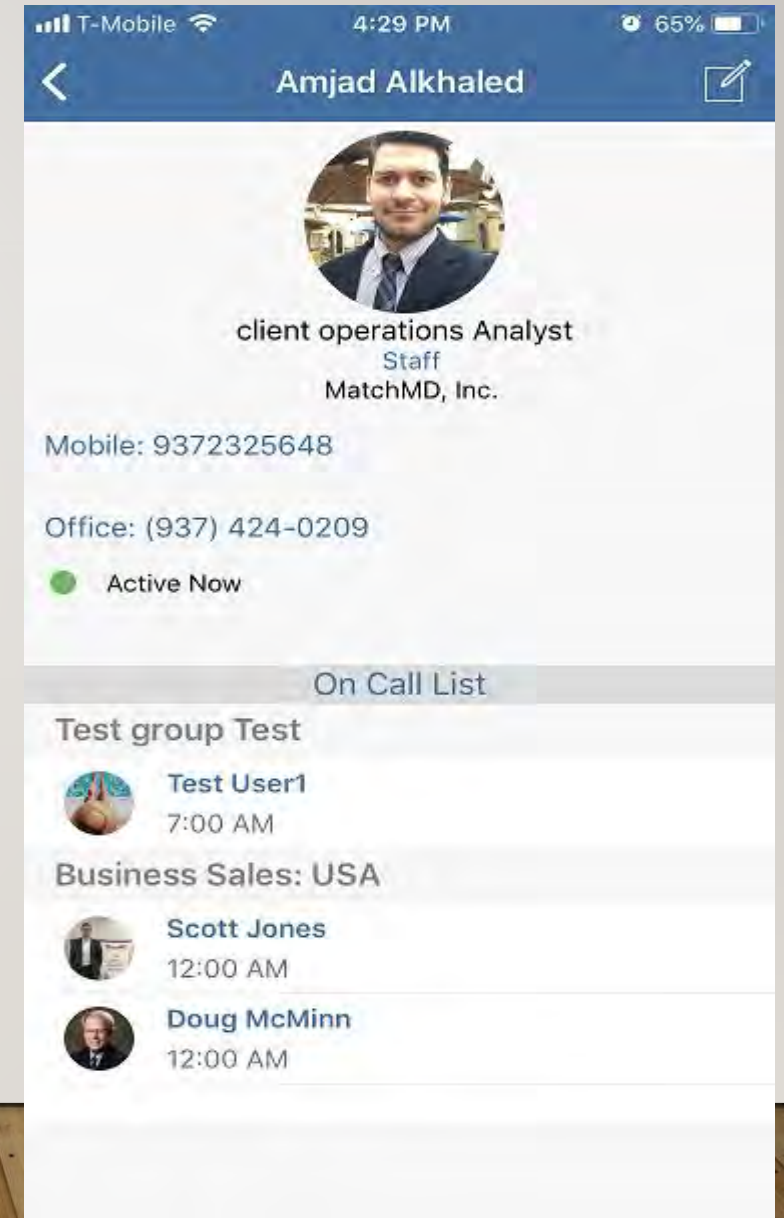 T-Mobile 4:29 PM 65%
Amjad Alkhaled
client operations Analyst
Staff
MatchMD, Inc.
Mobile: 9372325648
Office: (937) 424-0209
Active Now
On Call List
Test group Test
Test User1
7:00 AM
Business Sales: USA
Scott Jones
12:00 AM
Doug McMinn
12:00 AM